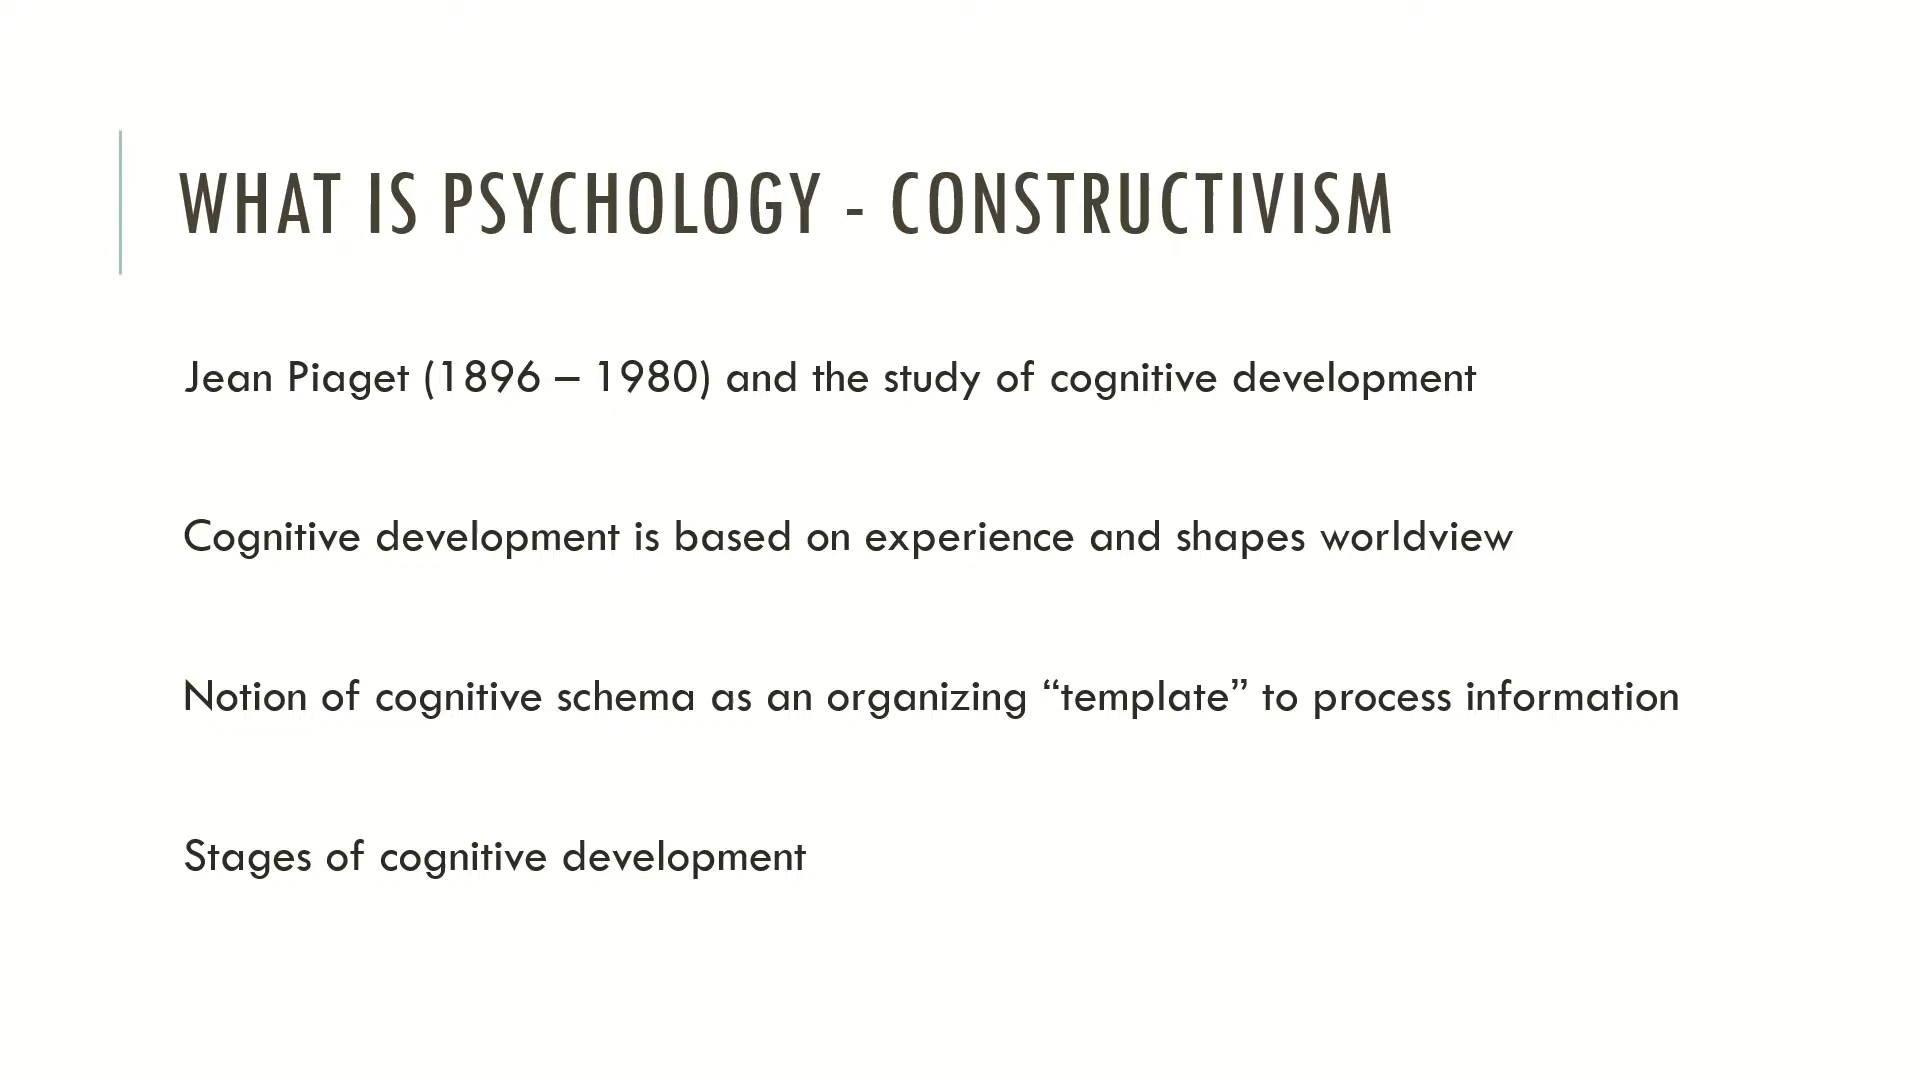 WHAT IS PSYCHOLOGY - CONSTRUCTIVISM
Jean Piaget (1896 – 1980) and the study of cognitive development
Cognitive development is based on experience and shapes worldview
Notion of cognitive schema as an organizing “template” to process information
Stages of cognitive development